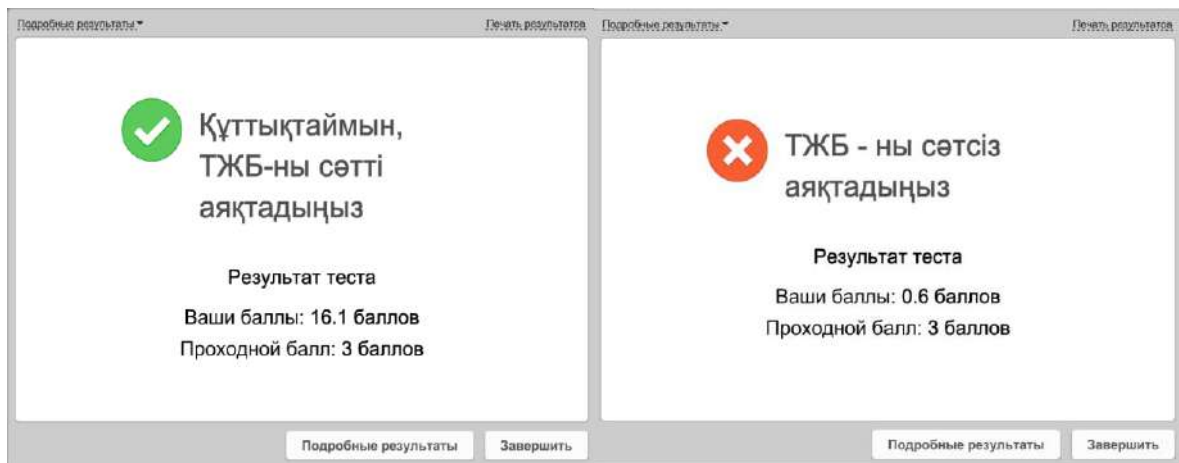 Подробные результаты
Печать результатов
Құттықтаймын,
ТЖБ-ны сәтті
аяқтадыңыз
Результат теста
Ваши баллы: 16.1 баллов
Проходной балл: 3 баллов
Подробные результаты
Завершить
Подробные результаты
Печать результатов
ТЖБ - ны сәтсіз
аяқтадыңыз
Результат теста
Ваши баллы: 0.6 баллов
Проходной балл: 3 баллов
Подробные результаты
Завершить